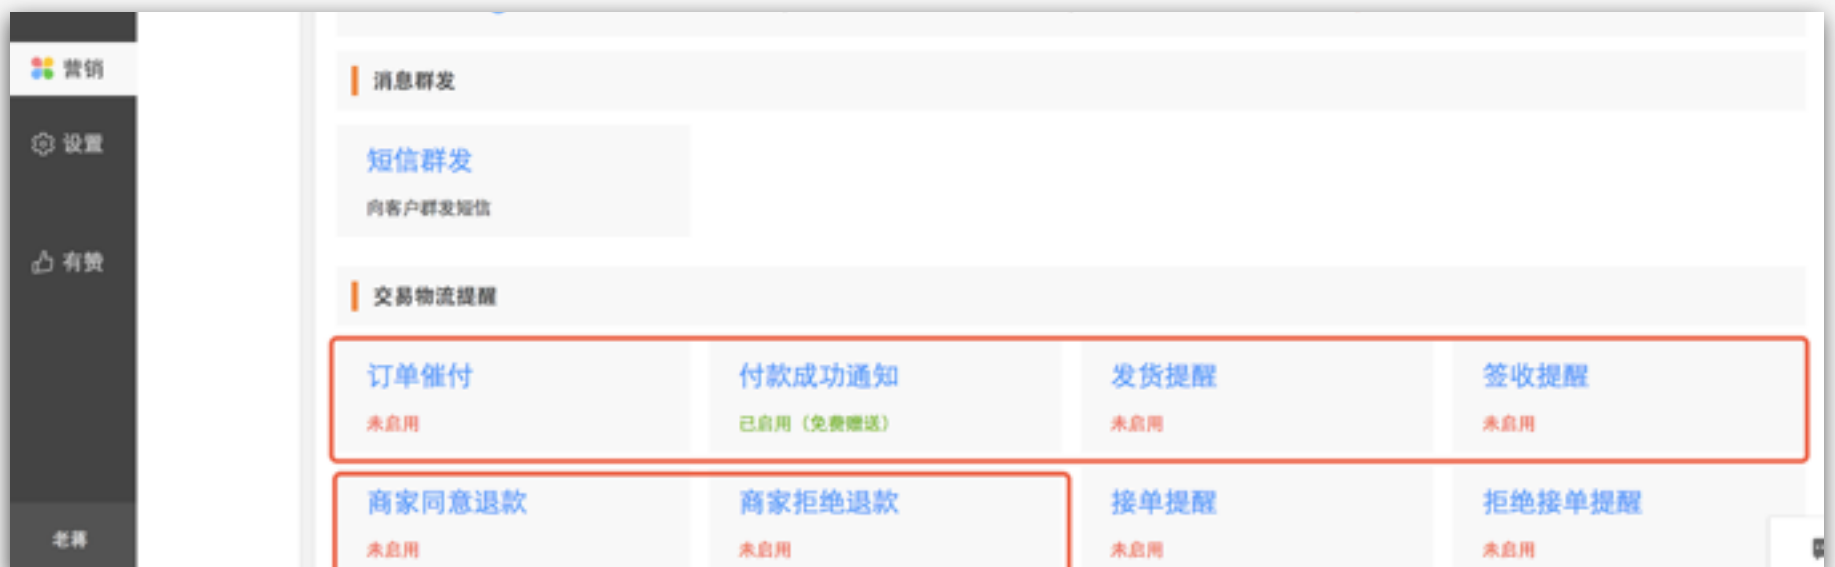 营销
设置
有赞
老蒋
消息群发
短信群发
向客户群发短信
交易物流提醒
订单催付
未启用
付款成功通知
已启用（免费赠送）
发货提醒
未启用
签收提醒
未启用
商家同意退款
未启用
商家拒绝退款
未启用
接单提醒
未启用
拒绝接单提醒
未启用